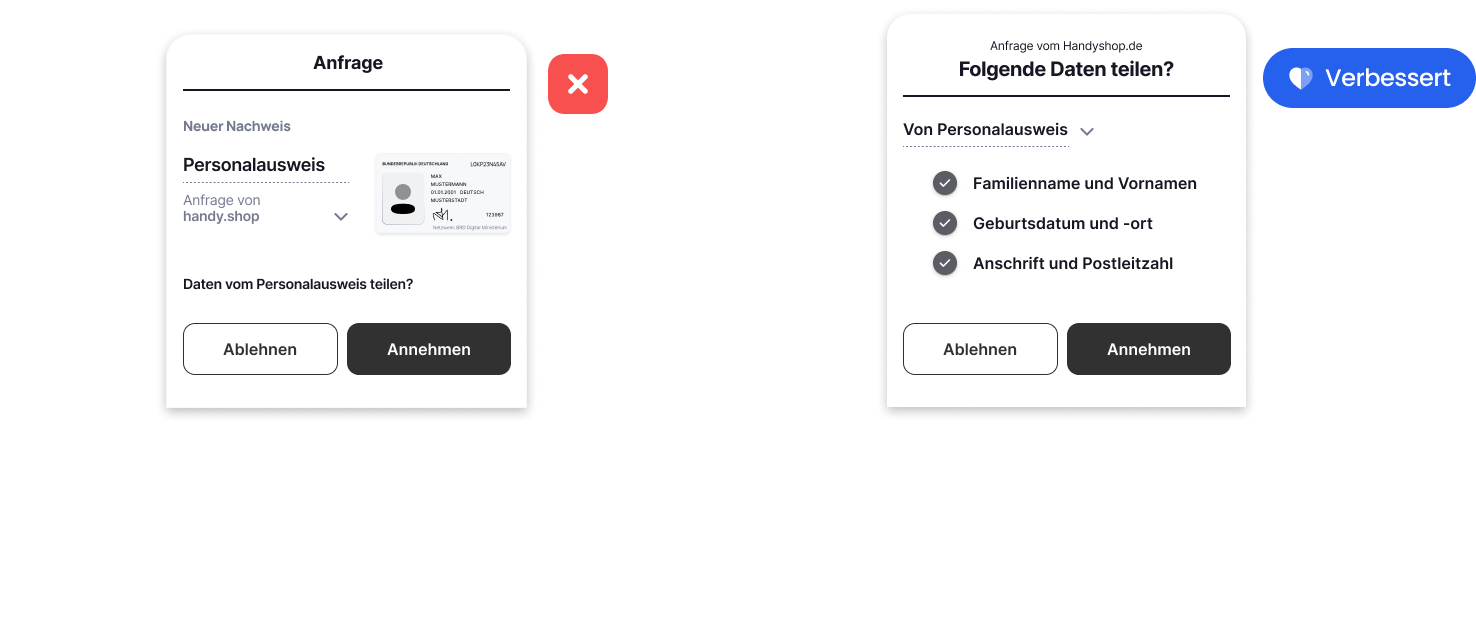 Anfrage
Neuer Nachweis
Personalausweis
Anfrage von
handy.shop
BUNDESREPUBLIK DEUTSCHLAND
L0KP23N4SAV
MAX
MUSTERMANN
01.01.2001 DEUTSCH
MUSTERSTADT
123987
Netzwerk: BRD Digital Ministerium
Daten vom Personalausweis teilen?
Ablehnen
Annehmen
Anfrage vom Handyshop.de
Folgende Daten teilen?
Verbessert
Von Personalausweis
Familienname und Vornamen
Geburtsdatum und -ort
Anschrift und Postleitzahl
Ablehnen
Annehmen